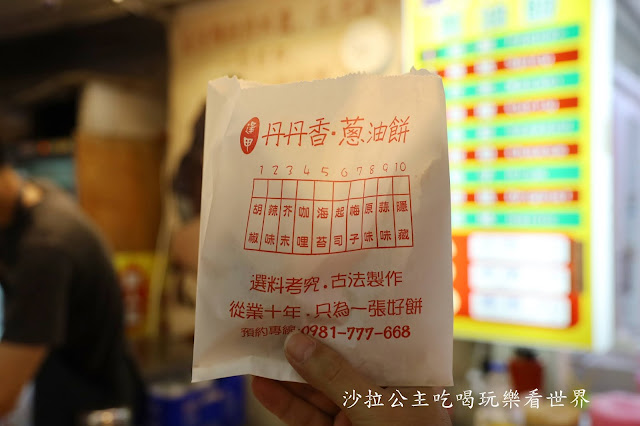 逢甲 丹丹香·蔥油餅
1 2 3 4 5 6 7 8 9 10
胡 辣 芥 咖 海 起 梅 原 蒜 磯
椒 味 末 哩 苔 司 子 味 味 藏
選料老究．古法製作
從業十年．只為一張好餅
預約專線:0981-777-668
沙拉公主吃喝玩樂看世界